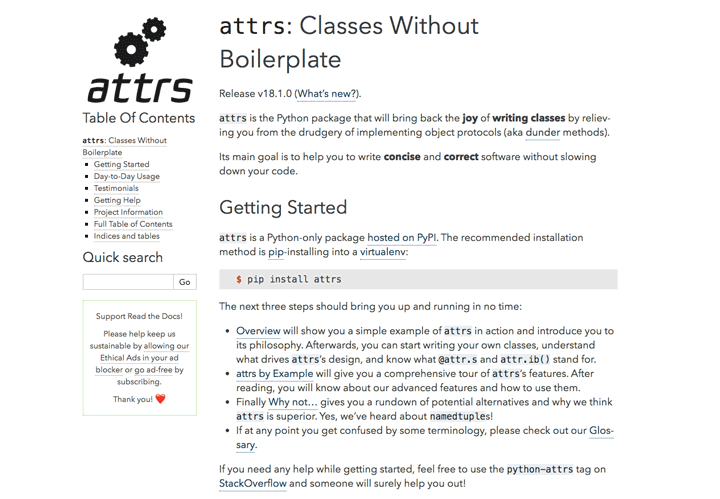 attrs
Table Of Contents
attrs: Classes Without
Boilerplate
Getting Started
Day-to-Day Usage
Testimonials
Getting Help
Project Information
Full Table of Contents
Indices and tables
Quick search
Go
Support Read the Docs!
Please help keep us
sustainable by allowing our
Ethical Ads in your ad
blocker or go ad-free by
subscribing.
Thank you! ❤️
attrs: Classes Without
Boilerplate
Release v18.1.0 (What's new?).
attrs is the Python package that will bring back the joy of writing classes by reliev-
ing you from the drudgery of implementing object protocols (aka dunder methods).
Its main goal is to help you to write concise and correct software without slowing
down your code.
Getting Started
attrs is a Python-only package hosted on PyPI. The recommended installation
method is pip-installing into a virtualenv:
$ pip install attrs
The next three steps should bring you up and running in no time:
• Overview will show you a simple example of attrs in action and introduce you to
its philosophy. Afterwards, you can start writing your own classes, understand
what drives attrs's design, and know what @attr.s and attr.ib() stand for.
• attrs by Example will give you a comprehensive tour of attrs's features. After
reading, you will know about our advanced features and how to use them.
• Finally Why not… gives you a rundown of potential alternatives and why we think
attrs is superior. Yes, we've heard about namedtuples!
• If at any point you get confused by some terminology, please check out our Glos-
sary.
If you need any help while getting started, feel free to use the python-attrs tag on
StackOverflow and someone will surely help you out!